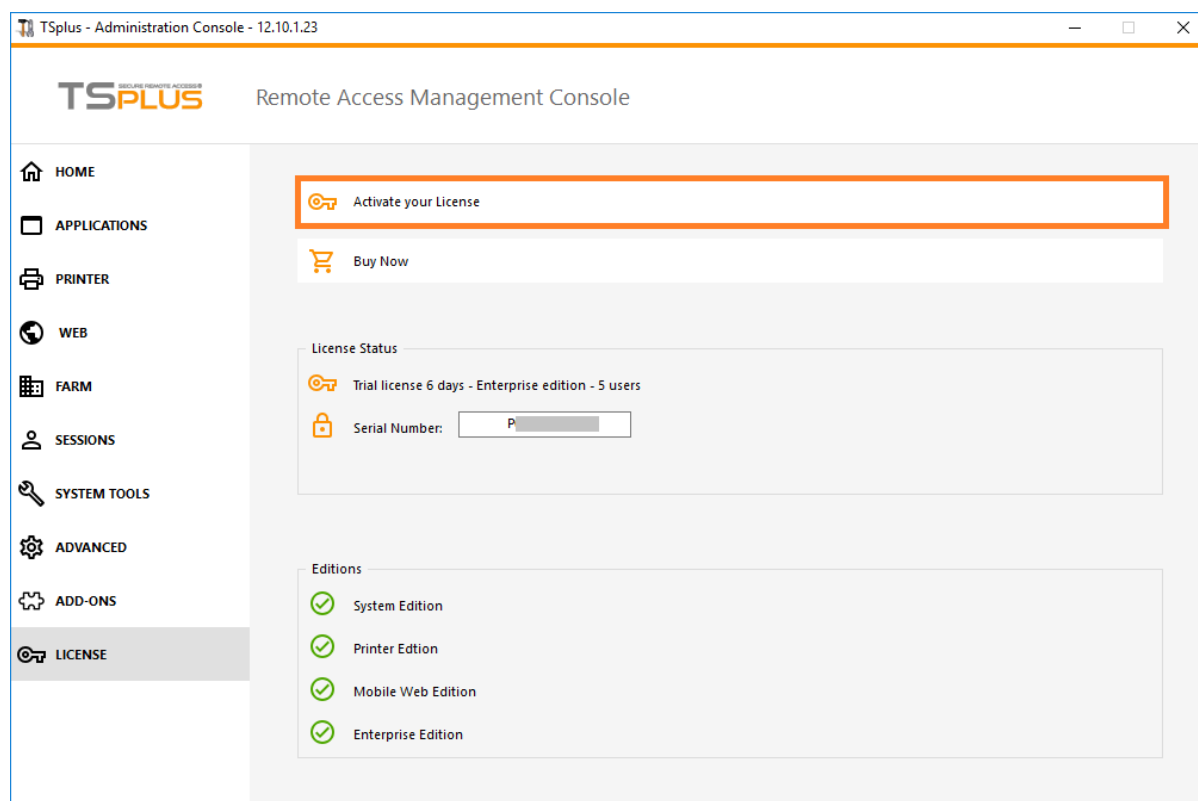 TSplus - Administration Console - 12.10.1.23
SECURE REMOTE ACCESS
TSPLUS
Remote Access Management Console
HOME
APPLICATIONS
PRINTER
WEB
FARM
SESSIONS
SYSTEM TOOLS
ADVANCED
ADD-ONS
LICENSE
Activate your License
Buy Now
License Status
Trial license 6 days - Enterprise edition - 5 users
Serial Number: P
Editions
System Edition
Printer Edtion
Mobile Web Edition
Enterprise Edition